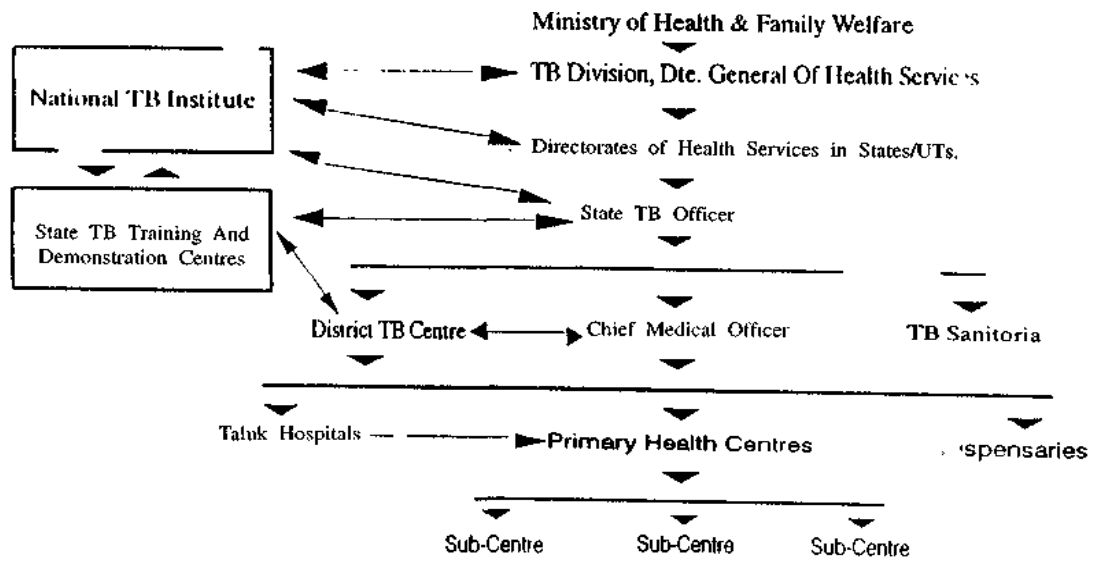 Ministry of Health & Family Welfare
TB Division, Dte. General Of Health Services
National TB Institute
Directorates of Health Services in States/UTs.
State TB Officer
State TB Training And
Demonstration Centres
District TB Centre
Chief Medical Officer
TB Sanitoria
Taluk Hospitals
Primary Health Centres
Sub-Centre
Sub-Centre
Sub-Centre